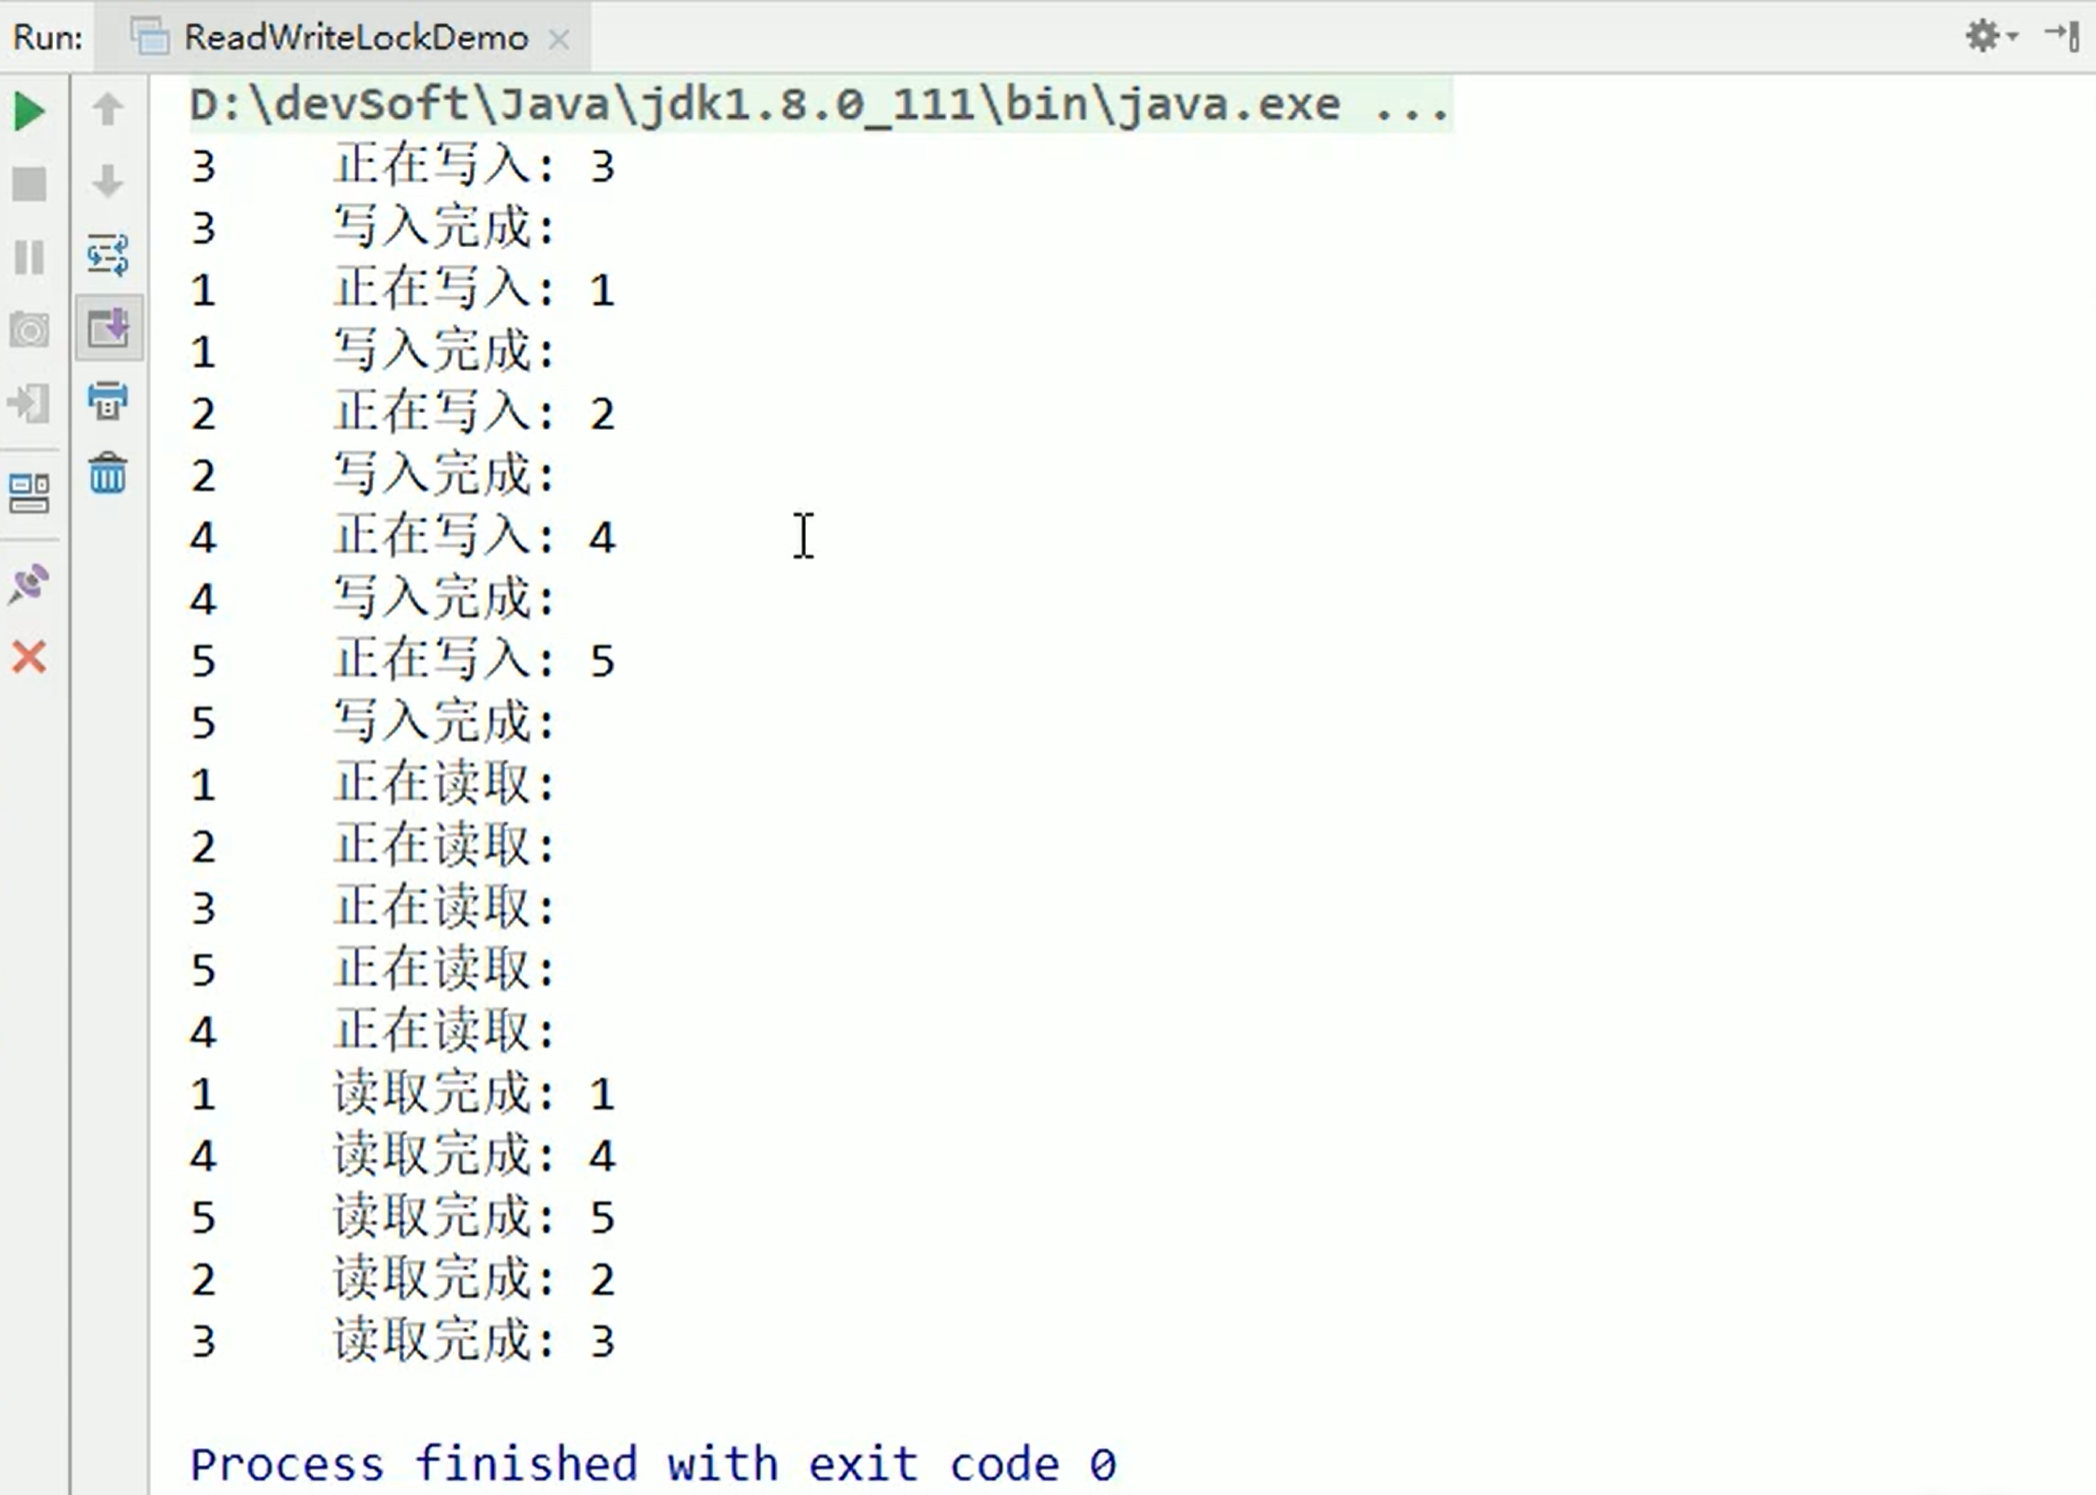 Run: ReadWriteLockDemo
D:\devSoft\Java\jdk1.8.0_111\bin\java.exe ...
3 正在写入: 3
3 写入完成:
1 正在写入: 1
1 写入完成:
2 正在写入: 2
2 写入完成:
4 正在写入: 4
4 写入完成:
5 正在写入: 5
5 写入完成:
1 正在读取:
2 正在读取:
3 正在读取:
5 正在读取:
4 正在读取:
1 读取完成: 1
4 读取完成: 4
5 读取完成: 5
2 读取完成: 2
3 读取完成: 3
Process finished with exit code 0